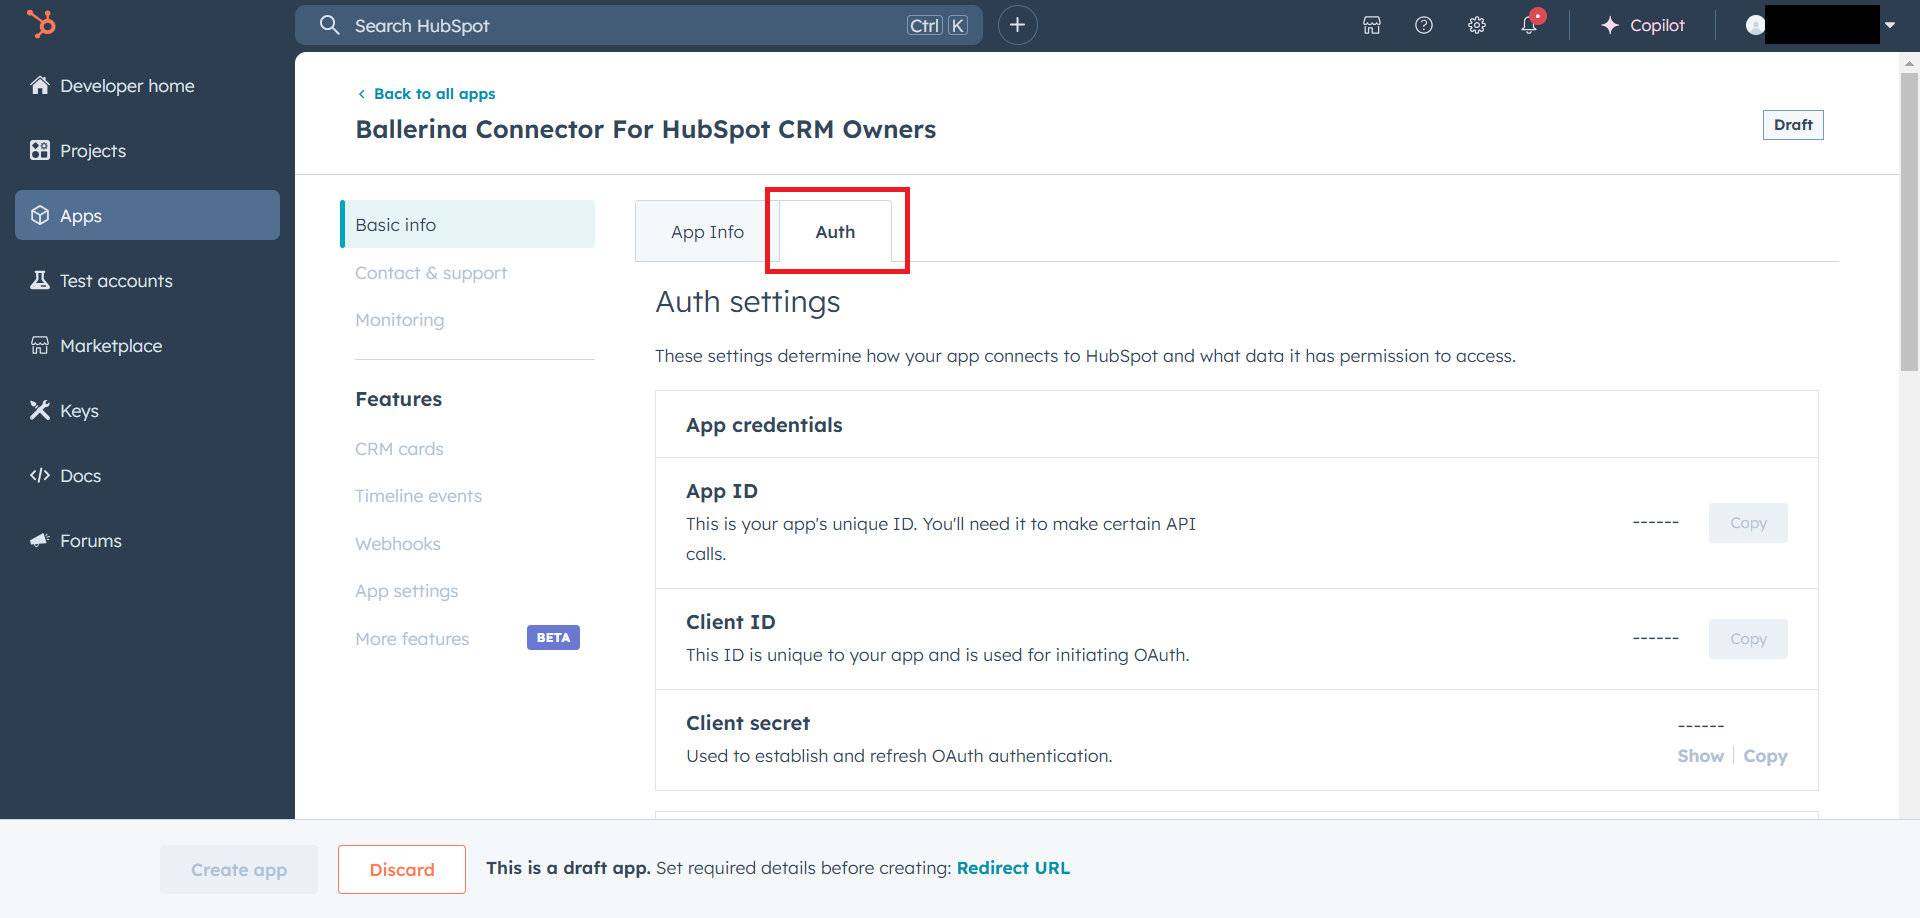 Search HubSpot
Ctrl K
Copilot
Developer home
Projects
Apps
Test accounts
Marketplace
Keys
Docs
Forums
Back to all apps
Ballerina Connector For HubSpot CRM Owners
Draft
Basic info
Contact & support
Monitoring
Features
CRM cards
Timeline events
Webhooks
App settings
More features
BETA
App Info
Auth
Auth settings
These settings determine how your app connects to HubSpot and what data it has permission to access.
App credentials
App ID
This is your app's unique ID. You'll need it to make certain API
calls.
------
Copy
Client ID
This ID is unique to your app and is used for initiating OAuth.
------
Copy
Client secret
Used to establish and refresh OAuth authentication.
------
Show
Copy
Create app
Discard
This is a draft app. Set required details before creating: Redirect URL